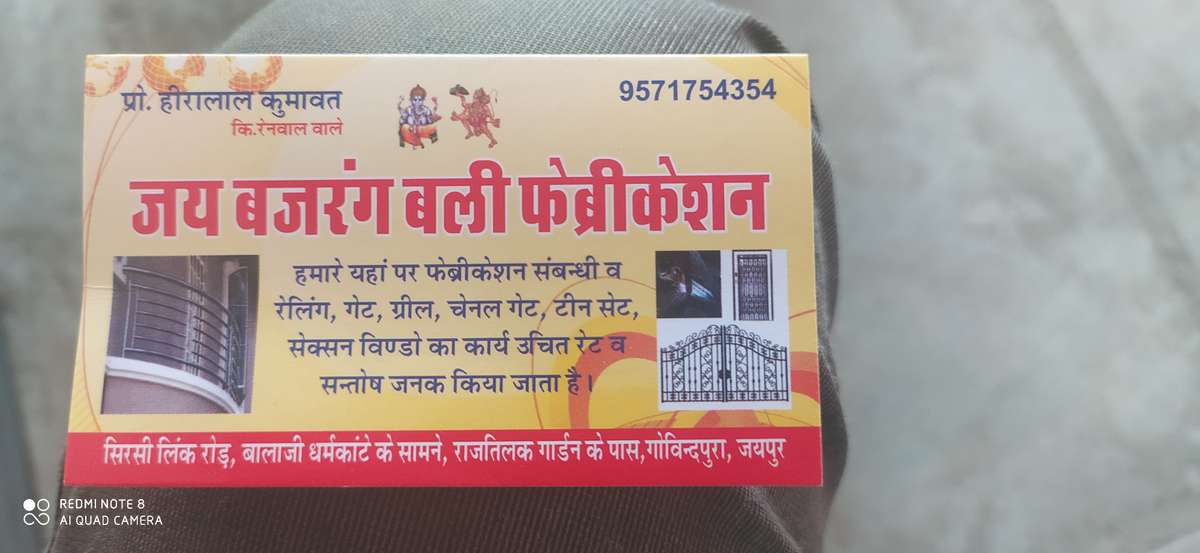 प्रो. हीरालाल कुमावत
कि.रेनवाल वाले
9571754354
जय बजरंग बली फेब्रीकेशन
हमारे यहां पर फेब्रीकेशन संबन्धी व
रेलिंग, गेट, ग्रील, चेनल गेट, टीन सेट,
सेक्सन विण्डो का कार्य उचित रेट व
सन्तोष जनक किया जाता है।
सिरसी लिंक रोड़, बालाजी धर्मकांटे के सामने, राजतिलक गार्डन के पास,गोविन्दपुरा, जयपुर
REDMI NOTE 8
AI QUAD CAMERA